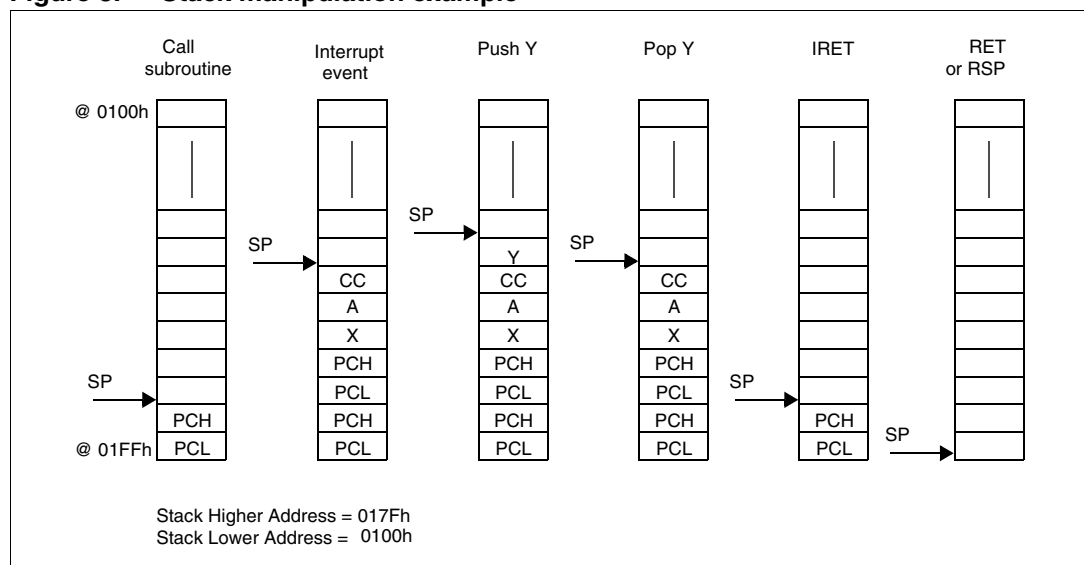 Figure Stack manipulation example
Call
subroutine
Interrupt
event
Push Y
Pop Y
IRET
RET
or RSP
@ 0100h
SP
SP
SP
Y
CC
CC
CC
A
A
A
X
X
X
PCH
PCH
PCH
SP
PCL
PCL
PCL
SP
PCH
PCH
PCH
PCH
PCH
SP
@ 01FFh
PCL
PCL
PCL
PCL
PCL
Stack Higher Address = 017Fh
Stack Lower Address = 0100h